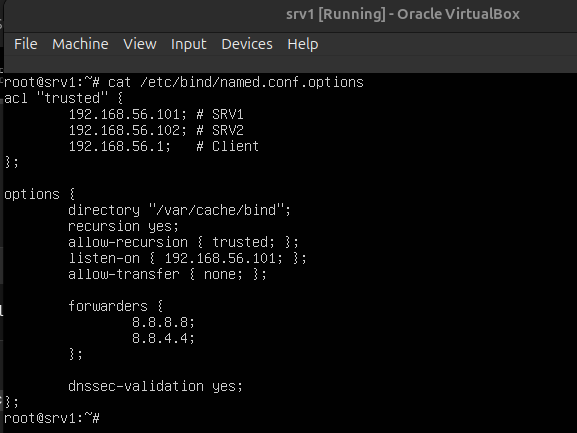 srv1 [Running] - Oracle VirtualBox
File Machine View Input Devices Help
root@srv1:~# cat /etc/bind/named.conf.options
acl "trusted" {
        192.168.56.101; # SRV1
        192.168.56.102; # SRV2
        192.168.56.1;   # Client
};

options {
        directory "/var/cache/bind";
        recursion yes;
        allow-recursion { trusted; };
        listen-on { 192.168.56.101; };
        allow-transfer { none; };

        forwarders {
                8.8.8.8;
                8.8.4.4;
        };

        dnssec-validation yes;
};
root@srv1:~#